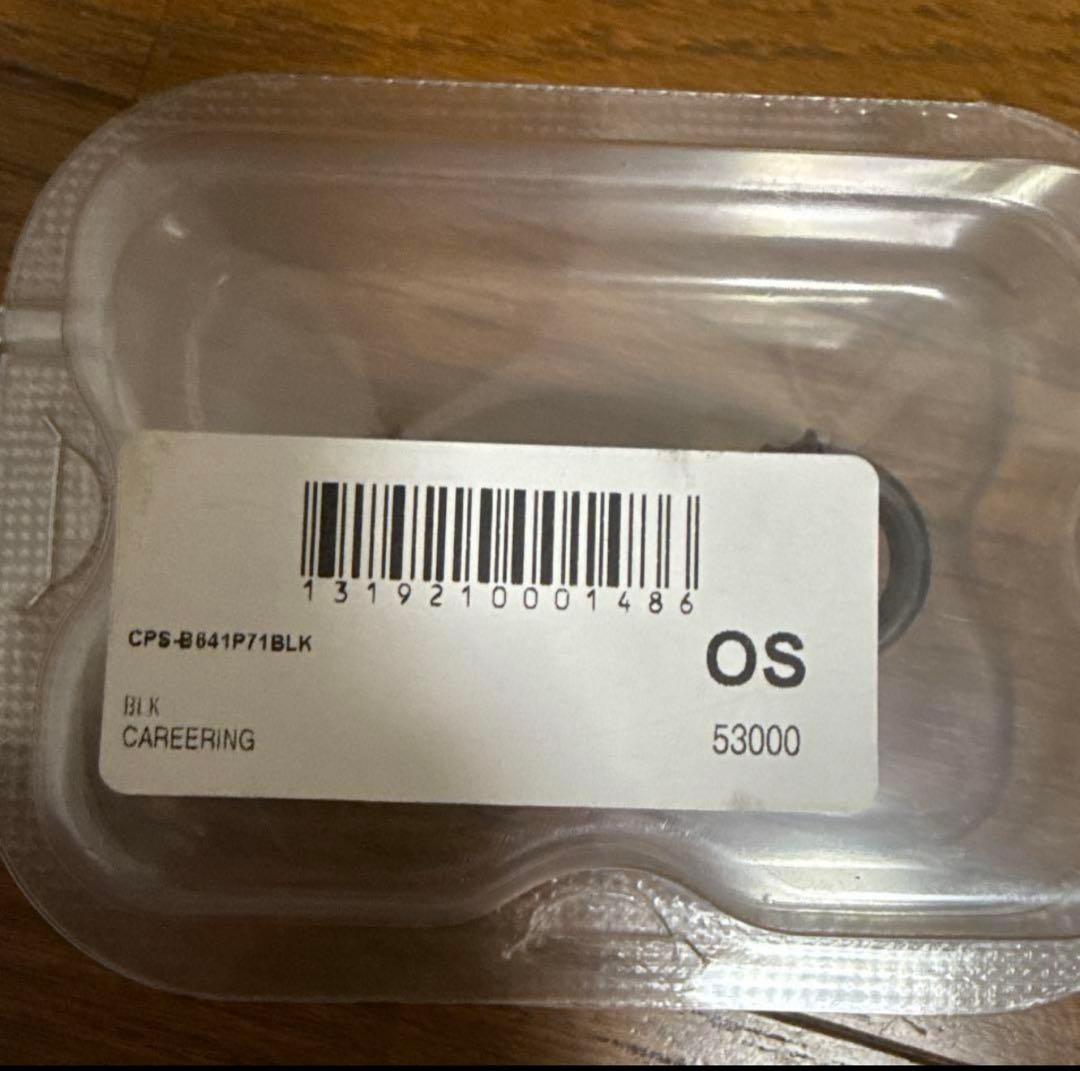 1319210001486
CPS-B641P71BLK
OS
BLK
CAREERING
53000